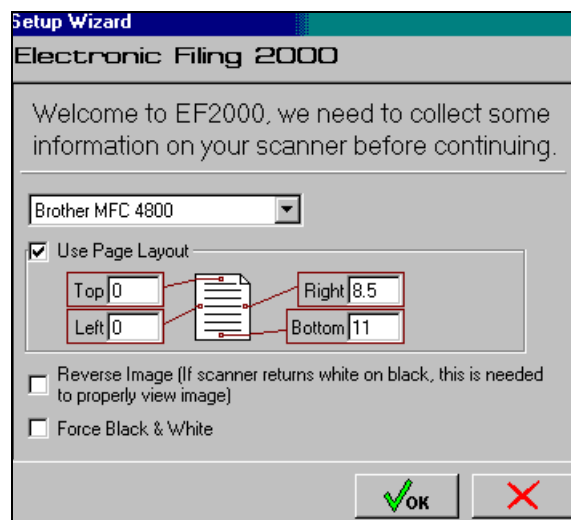 Setup Wizard
Electronic Filing 2000
Welcome to EF2000, we need to collect some
information on your scanner before continuing.
Brother MFC 4800
Use Page Layout
Top 0 Right 8.5
Left 0 Bottom 11
Reverse Image (If scanner returns white on black, this is needed
to properly view image)
Force Black & White
OK